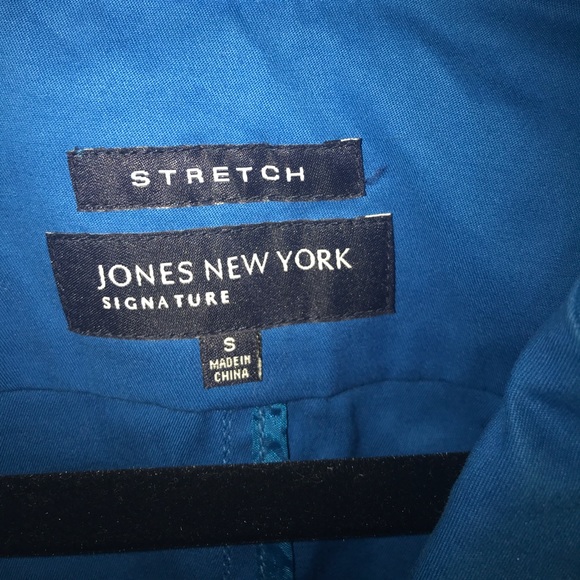 STRETCH
JONES NEW YORK
SIGNATURE
S
MADE IN
CHINA